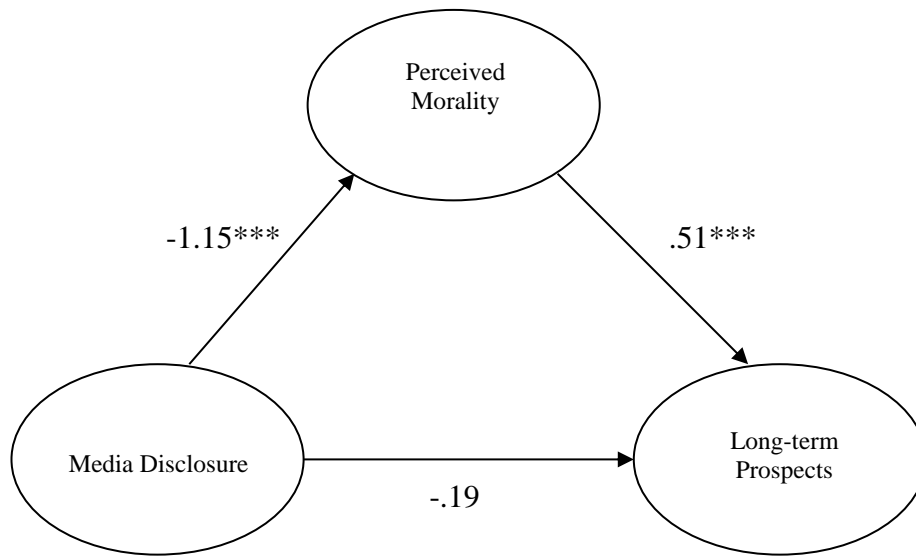 Perceived
Morality
-1.15***
.51***
Media Disclosure
Long-term
Prospects
-.19